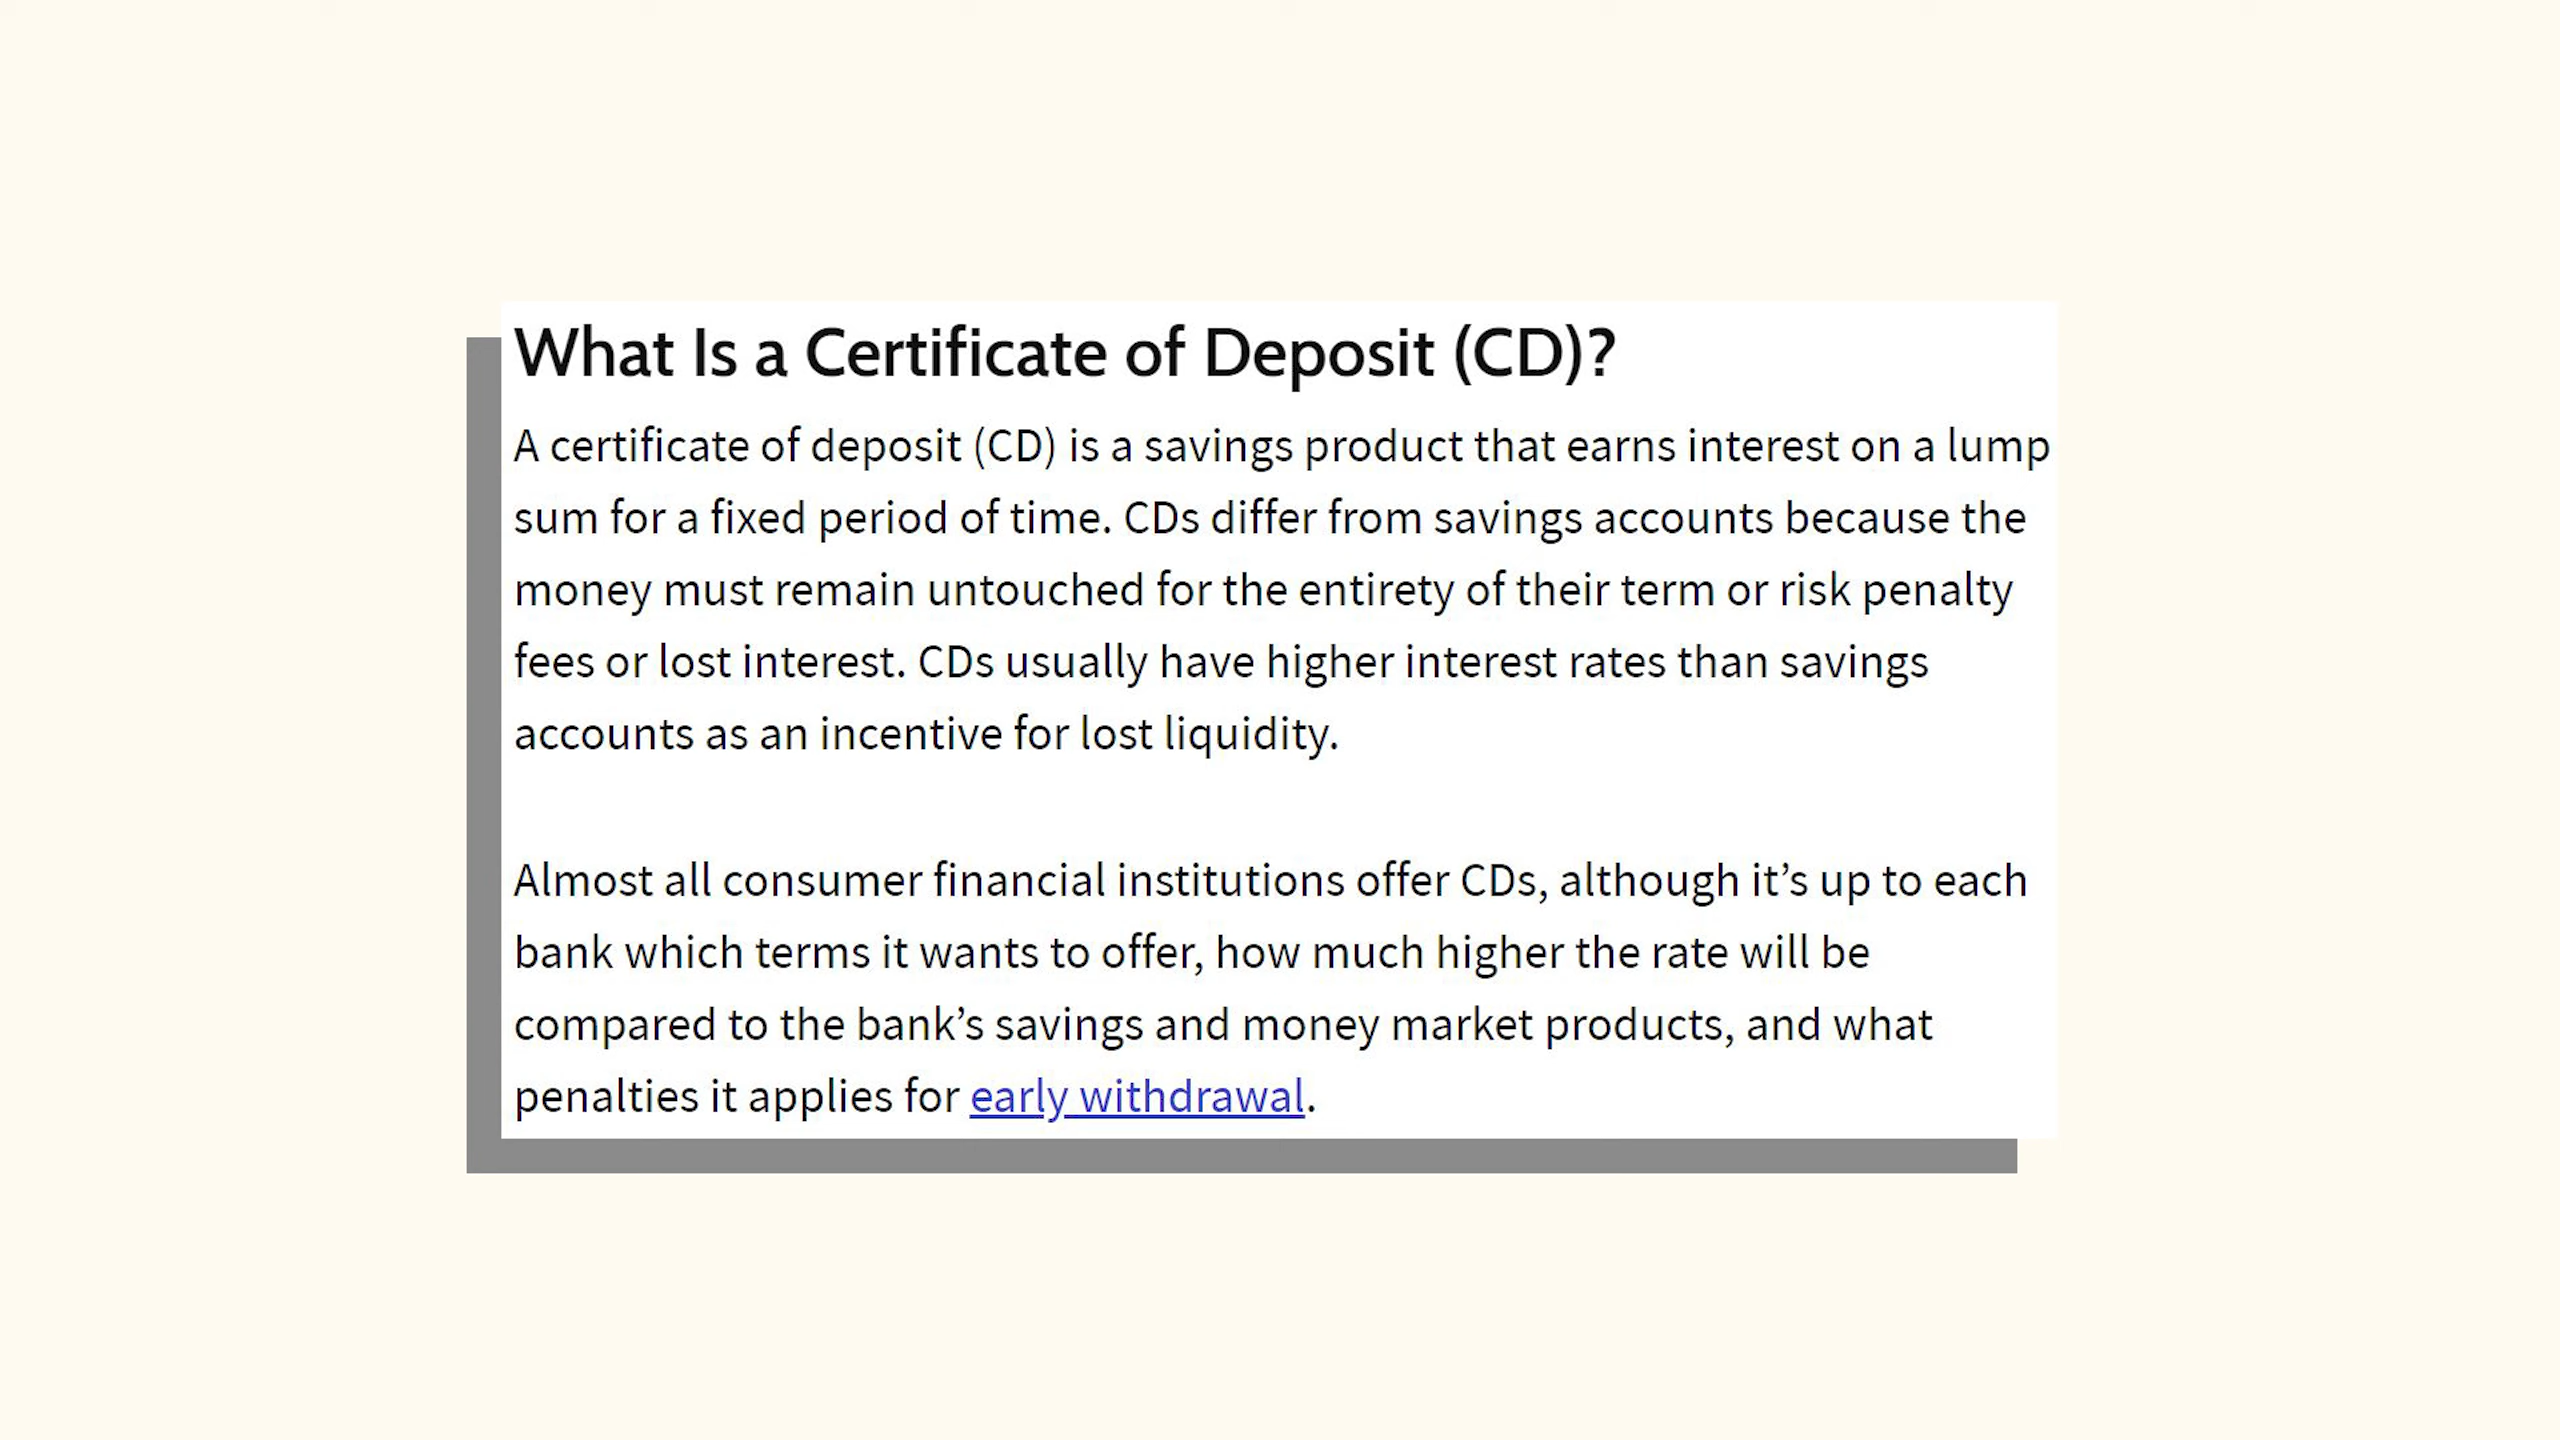 What Is a Certificate of Deposit (CD)?
A certificate of deposit (CD) is a savings product that earns interest on a lump
sum for a fixed period of time. CDs differ from savings accounts because the
money must remain untouched for the entirety of their term or risk penalty
fees or lost interest. CDs usually have higher interest rates than savings
accounts as an incentive for lost liquidity.
Almost all consumer financial institutions offer CDs, although it’s up to each
bank which terms it wants to offer, how much higher the rate will be
compared to the bank’s savings and money market products, and what
penalties it applies for early withdrawal.